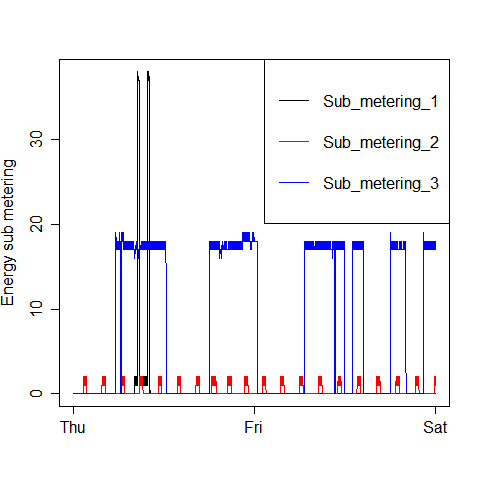 Sub_metering_1
Sub_metering_2
Sub_metering_3
Energy sub metering
30
20
10
0
Thu Fri Sat